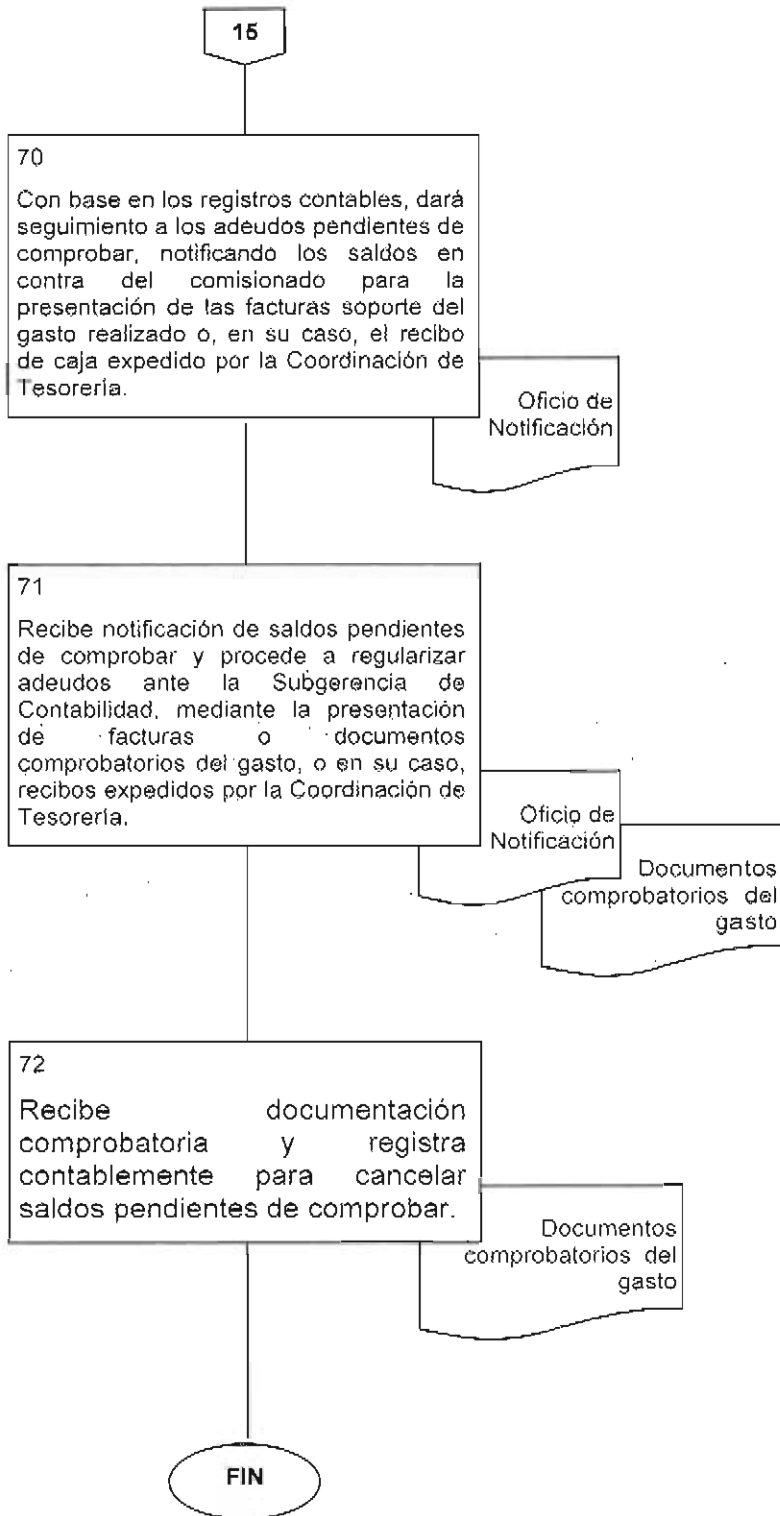 15
70
Con base en los registros contables, dará
seguimiento a los adeudos pendientes de
comprobar, notificando los saldos en
contra del comisionado para la
presentación de las facturas soporte del
gasto realizado o, en su caso, el recibo
de caja expedido por la Coordinación de
Tesorería.
Oficio de
Notificación
71
Recibe notificación de saldos pendientes
de comprobar y procede a regularizar
adeudos ante la Subgerencia de
Contabilidad, mediante la presentación
de facturas o documentos
comprobatorios del gasto, o en su caso,
recibos expedidos por la Coordinación de
Tesorería.
Oficio de
Notificación
Documentos
comprobatorios del
gasto
72
Recibe documentación
comprobatoria y registra
contablemente para cancelar
saldos pendientes de comprobar.
Documentos
comprobatorios del
gasto
FIN